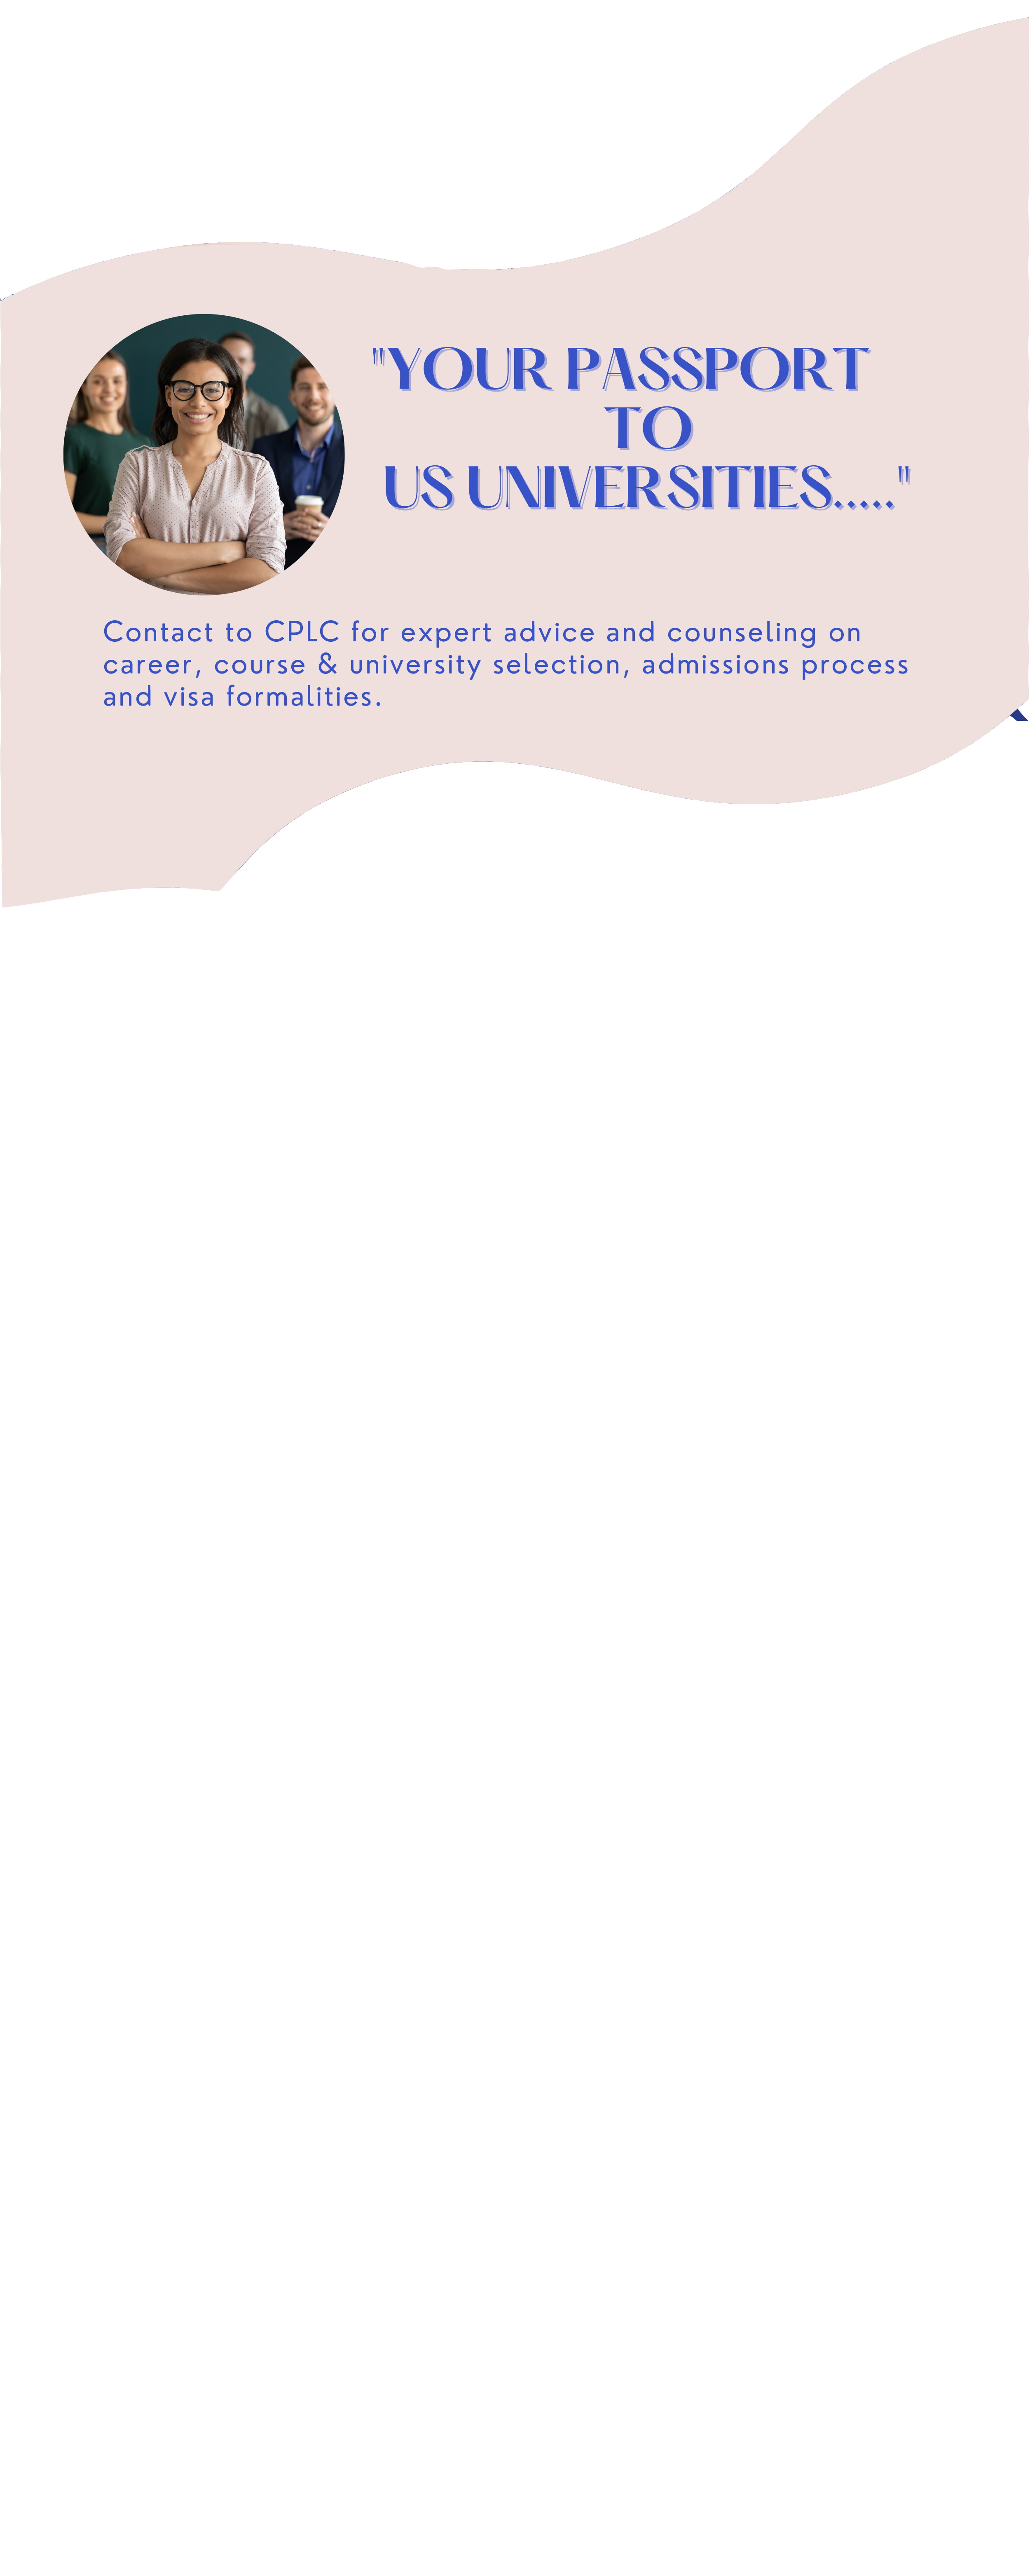 "YOUR PASSPORT
TO
US UNIVERSITIES....."
Contact to CPLC for expert advice and counseling on
career, course & university selection, admissions process
and visa formalities.